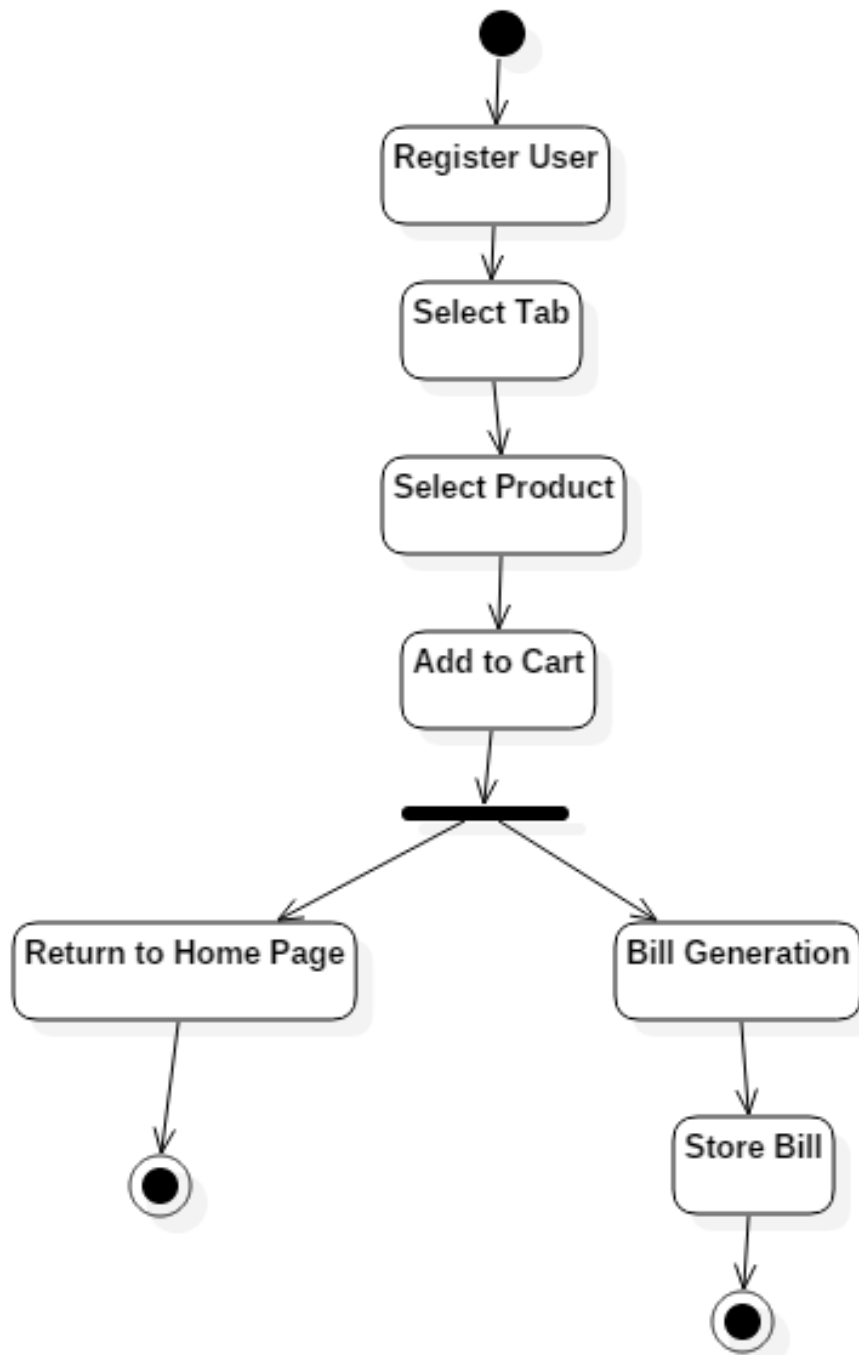 Register User
Select Tab
Select Product
Add to Cart
Return to Home Page
Bill Generation
Store Bill